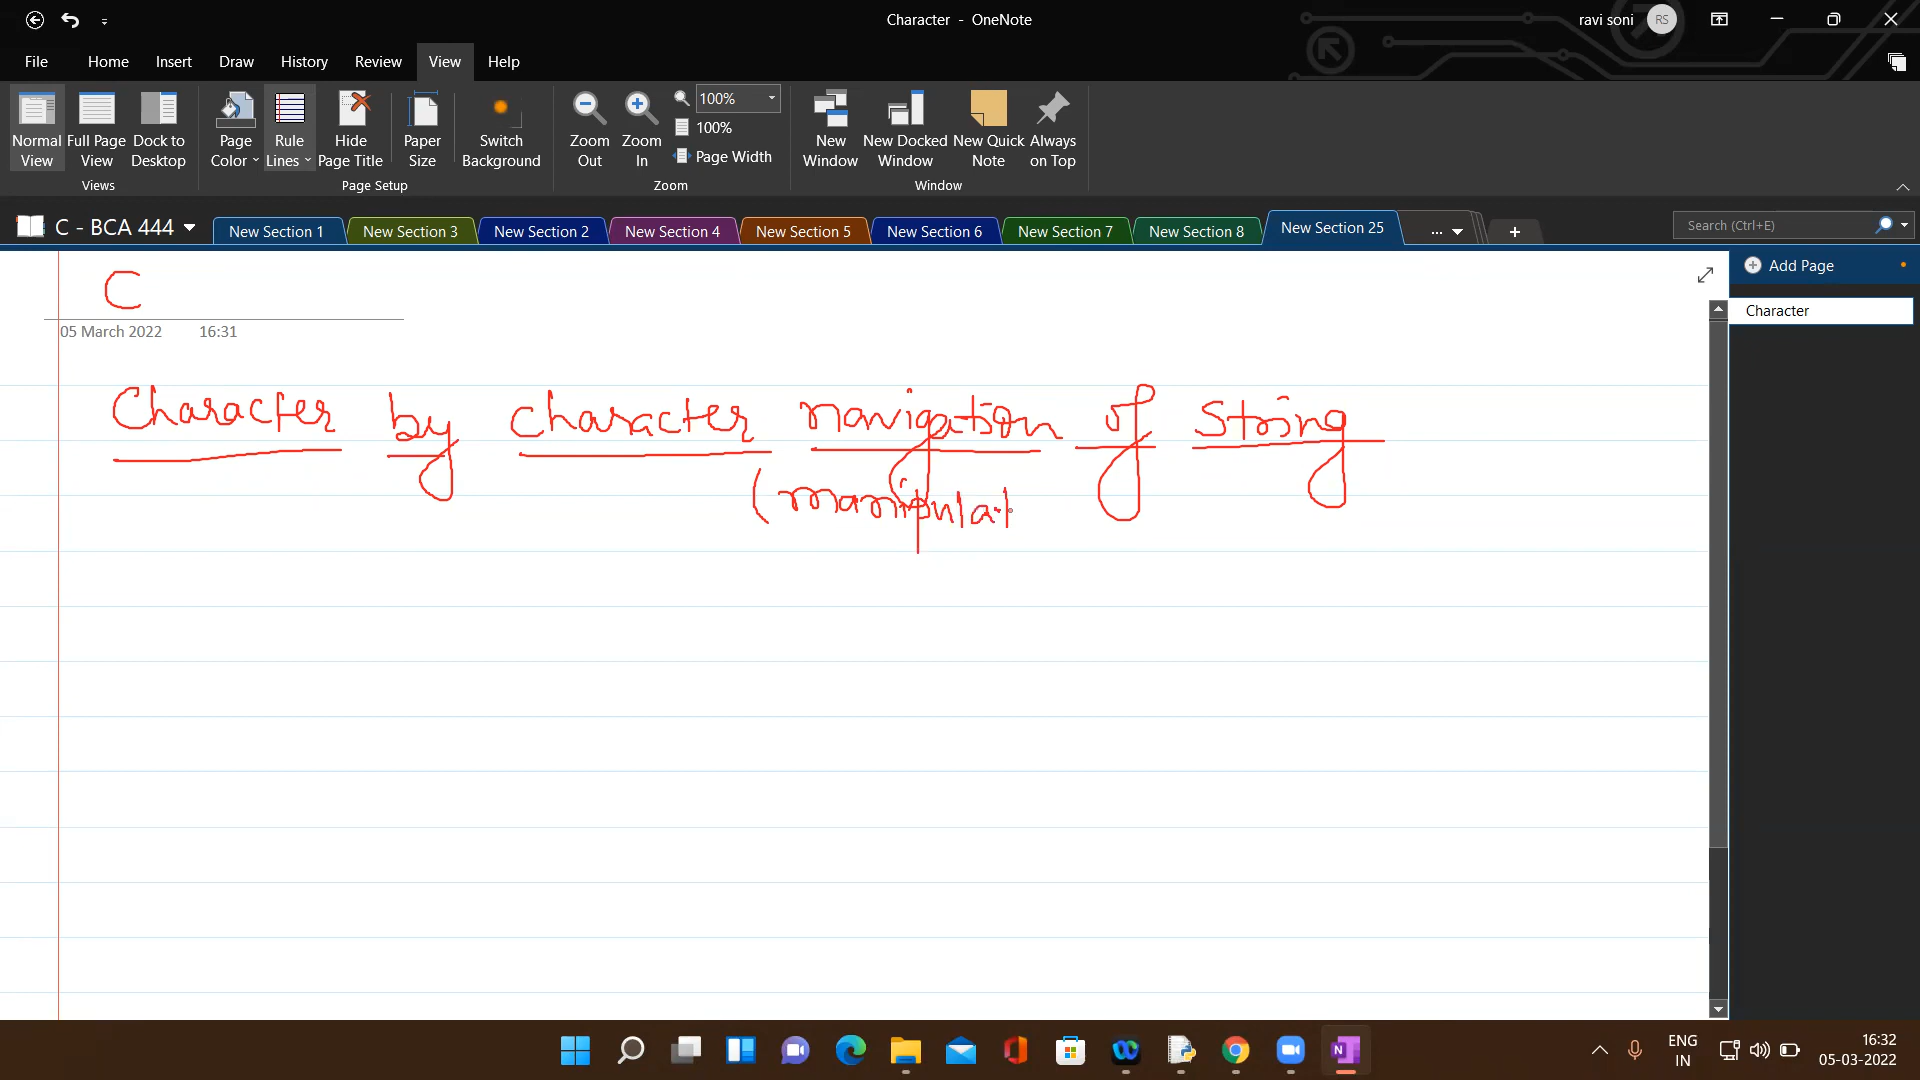 Character - OneNote
ravi soni RS
File Home Insert Draw History Review View Help
Normal View Full Page View Dock to Desktop Page Color Rule Lines Hide Page Title Paper Size Switch Background Zoom Out Zoom In 100% 100% Page Width New Window New Docked Window New Quick Note Always on Top
Views Page Setup Zoom Window
C - BCA 444 New Section 1 New Section 3 New Section 2 New Section 4 New Section 5 New Section 6 New Section 7 New Section 8 New Section 25 ... Search (Ctrl+E)
Add Page
Character
C
05 March 2022 16:31
Character by character navigation of string
(manipulat
ENG IN 16:32
05-03-2022